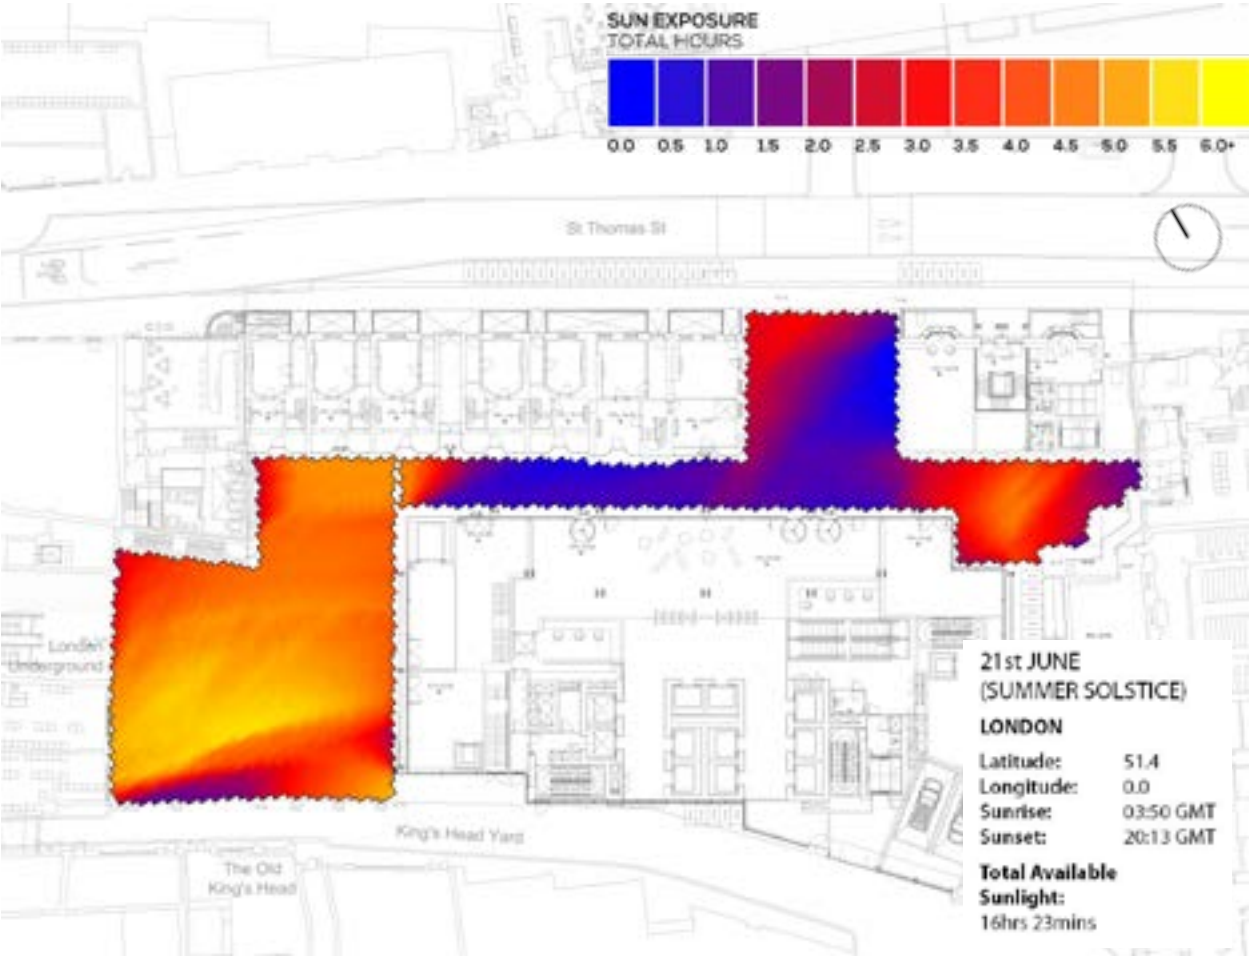 SUN EXPOSURE
TOTAL HOURS
0.0 0.5 1.0 1.5 2.0 2.5 3.0 3.5 4.0 4.5 5.0 5.5 6.0+
St Thomas St
London
Underground
21st JUNE
(SUMMER SOLSTICE)
LONDON
Latitude: 51.4
Longitude: 0.0
Sunrise: 03:50 GMT
Sunset: 20:13 GMT
Total Available
Sunlight:
16hrs 23mins
King's Head Yard
The Old
King's Head